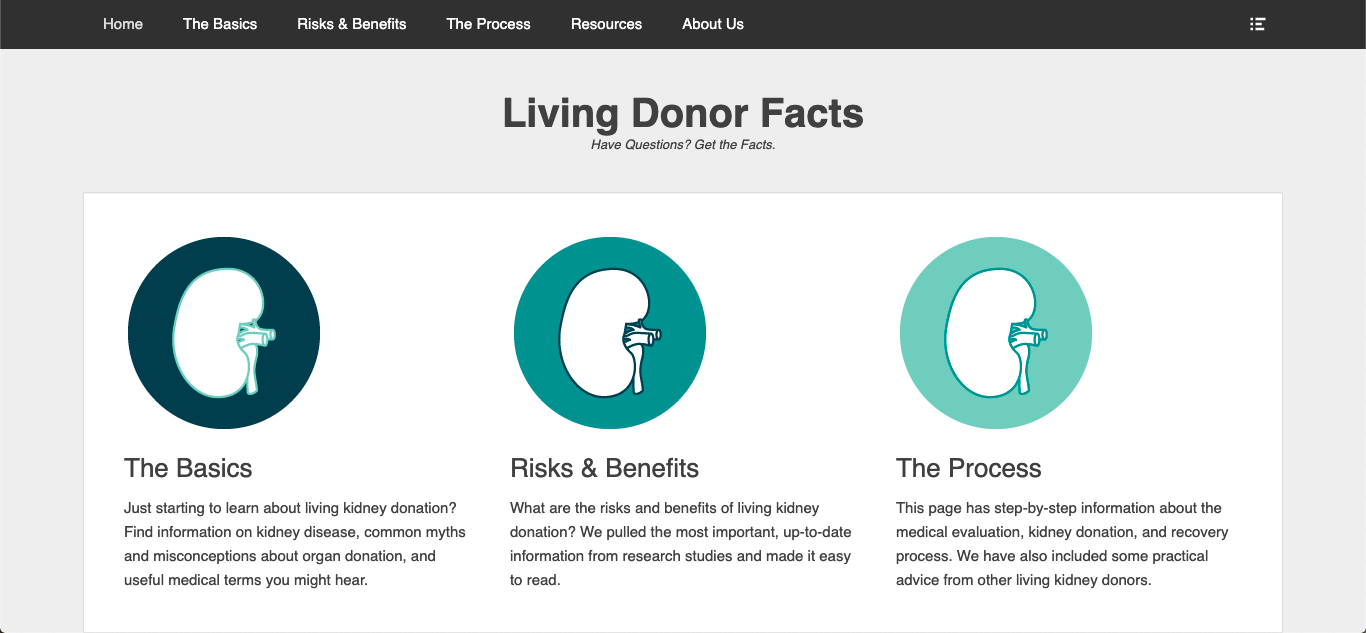 Home The Basics Risks & Benefits The Process Resources About Us
Living Donor Facts
Have Questions? Get the Facts.
The Basics
Just starting to learn about living kidney donation?
Find information on kidney disease, common myths
and misconceptions about organ donation, and
useful medical terms you might hear.
Risks & Benefits
What are the risks and benefits of living kidney
donation? We pulled the most important, up-to-date
information from research studies and made it easy
to read.
The Process
This page has step-by-step information about the
medical evaluation, kidney donation, and recovery
process. We have also included some practical
advice from other living kidney donors.